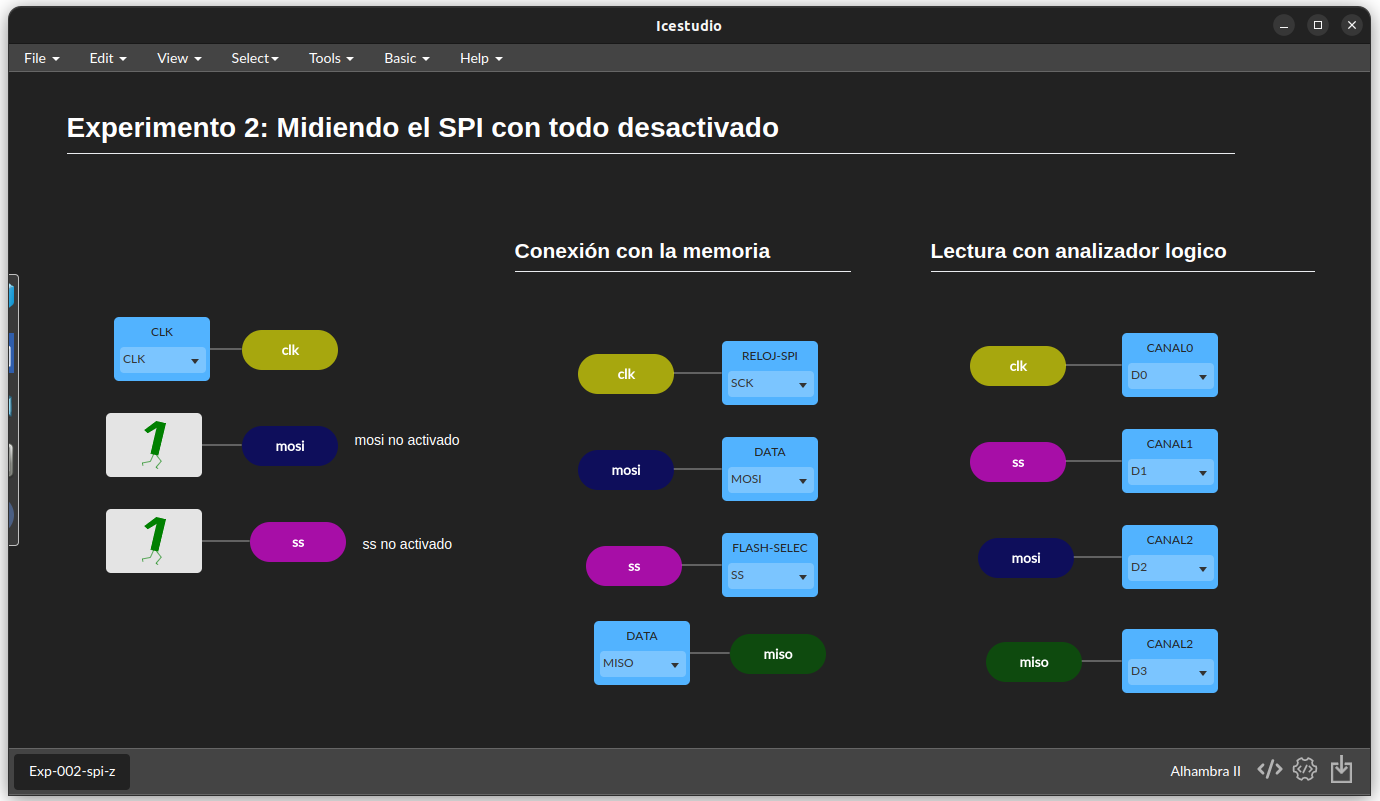 Icestudio
File Edit View Select Tools Basic Help
Experimento 2: Midiendo el SPI con todo desactivado
Conexión con la memoria
Lectura con analizador logico
CLK
CLK
clk
1
mosi
mosi no activado
1
ss
ss no activado
clk
RELOJ-SPI
SCK
mosi
DATA
MOSI
ss
FLASH-SELEC
SS
DATA
MISO
miso
clk
CANAL0
D0
ss
CANAL1
D1
mosi
CANAL2
D2
miso
CANAL2
D3
Exp-002-spi-z
Alhambra II